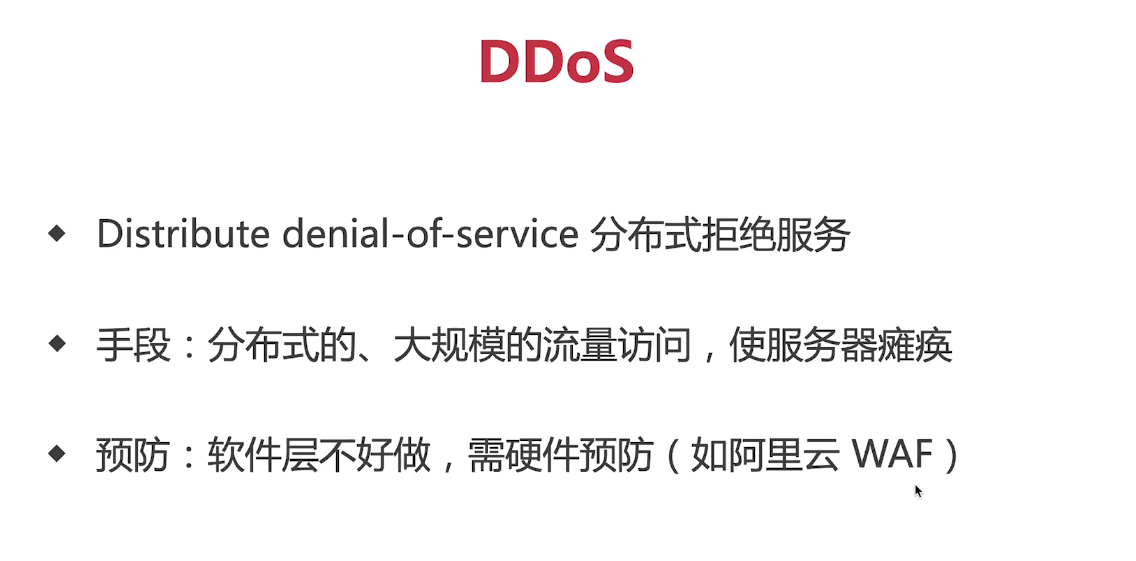 DDoS
Distribute denial-of-service 分布式拒绝服务
手段：分布式的、大规模的流量访问，使服务器瘫痪
预防：软件层不好做，需硬件预防（如阿里云 WAF）